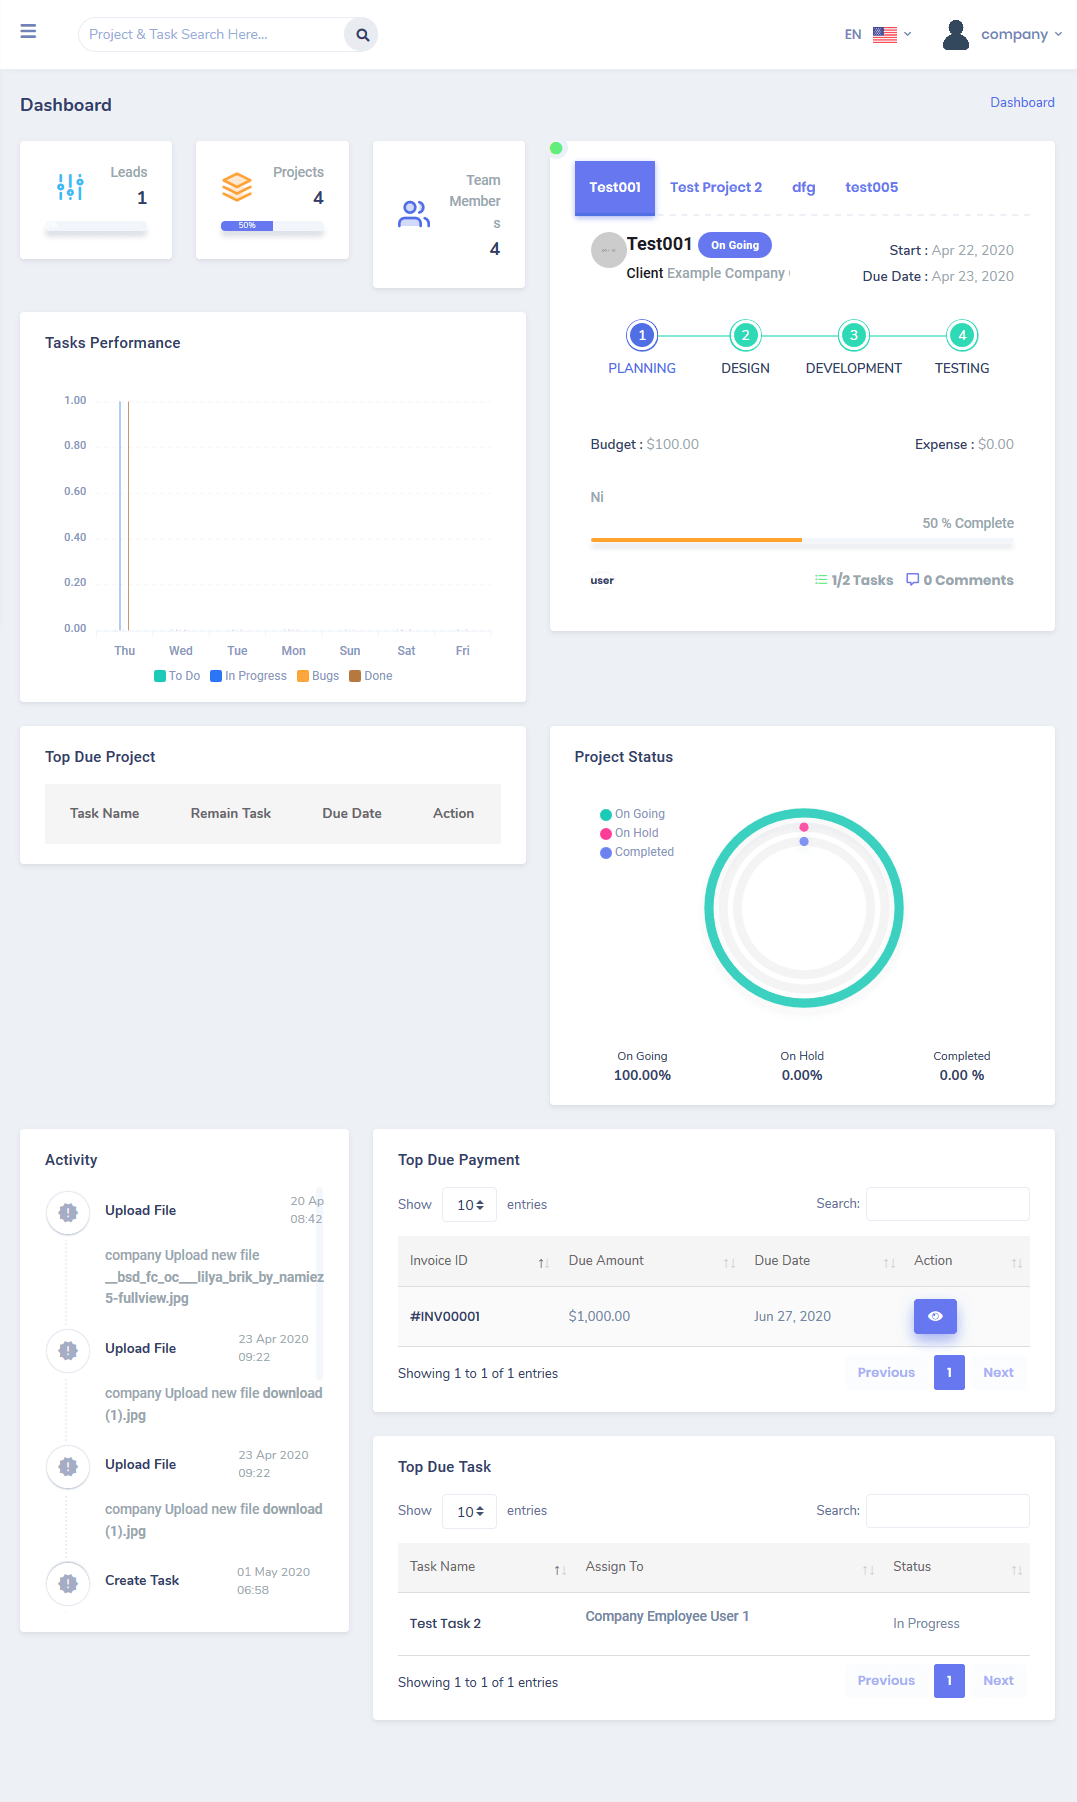 Project & Task Search Here...
EN
company
Dashboard
Dashboard
Leads
1
Projects
4
50%
Team
Member
s
4
Test001
Test Project 2
dfg
test005
Test001
On Going
Client Example Company
Start : Apr 22, 2020
Due Date : Apr 23, 2020
1
2
3
4
PLANNING
DESIGN
DEVELOPMENT
TESTING
Budget : $100.00
Expense : $0.00
Ni
50 % Complete
user
1/2 Tasks
0 Comments
Tasks Performance
1.00
0.80
0.60
0.40
0.20
0.00
Thu
Wed
Tue
Mon
Sun
Sat
Fri
To Do
In Progress
Bugs
Done
Top Due Project
Task Name
Remain Task
Due Date
Action
Project Status
On Going
On Hold
Completed
On Going
100.00%
On Hold
0.00%
Completed
0.00 %
Activity
Upload File
20 Ap
08:42
company Upload new file
__bsd_fc_oc___lilya_brik_by_namiez
5-fullview.jpg
Upload File
23 Apr 2020
09:22
company Upload new file download
(1).jpg
Upload File
23 Apr 2020
09:22
company Upload new file download
(1).jpg
Create Task
01 May 2020
06:58
Top Due Payment
Show 10 entries
Search:
Invoice ID
Due Amount
Due Date
Action
#INV00001
$1,000.00
Jun 27, 2020
Showing 1 to 1 of 1 entries
Previous
1
Next
Top Due Task
Show 10 entries
Search:
Task Name
Assign To
Status
Test Task 2
Company Employee User 1
In Progress
Showing 1 to 1 of 1 entries
Previous
1
Next